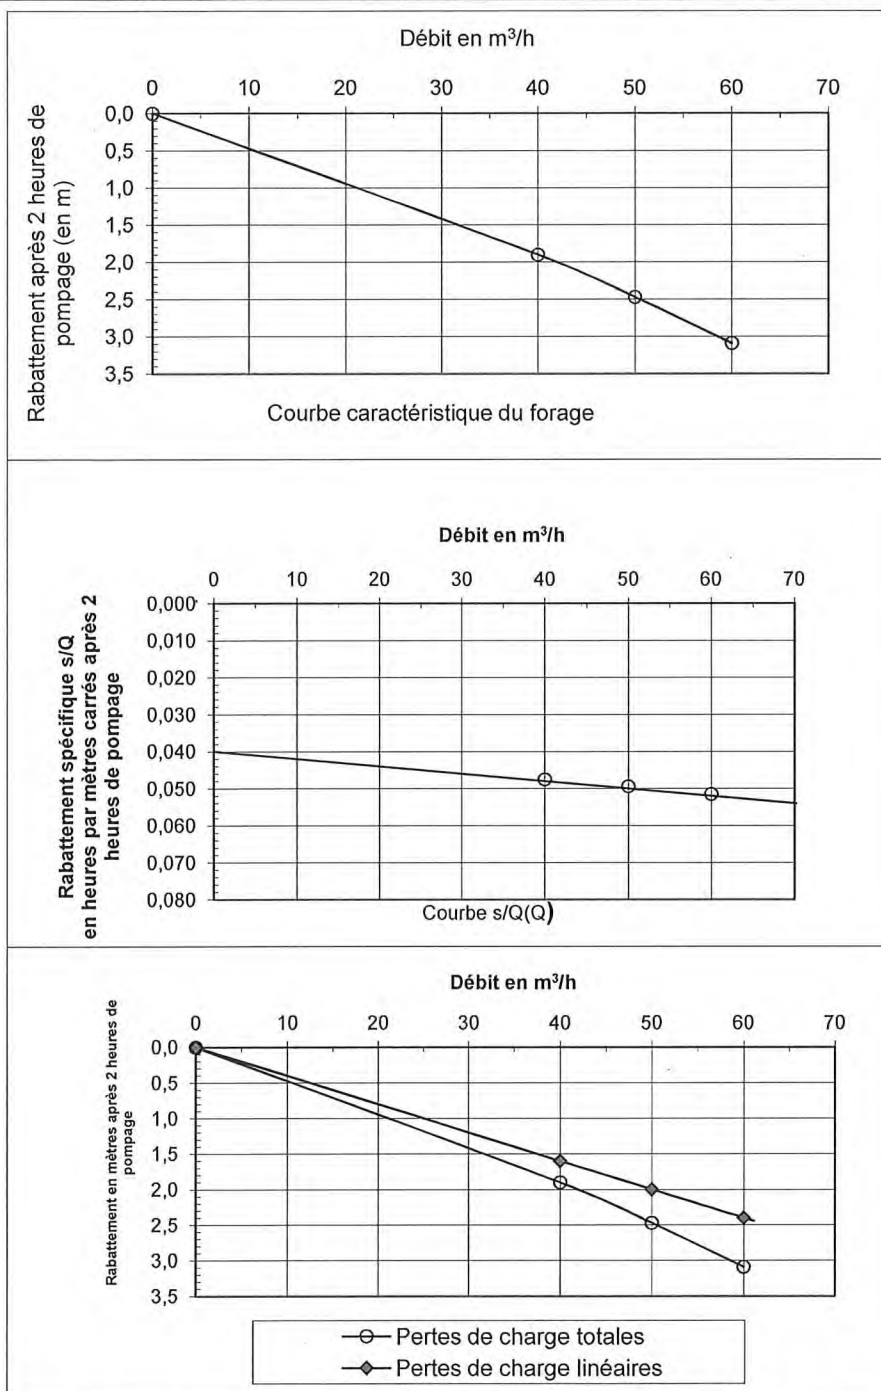 Débit en m³/h
0 10 20 30 40 50 60 70
0,0
0,5
1,0
1,5
2,0
2,5
3,0
3,5
Rabattement après 2 heures de
pompage (en m)
Courbe caractéristique du forage
Débit en m³/h
0 10 20 30 40 50 60 70
0,000
0,010
0,020
0,030
0,040
0,050
0,060
0,070
0,080
Rabattement spécifique s/Q
en heures par mètres carrés après 2
heures de pompage
Courbe s/Q(Q)
Débit en m³/h
0 10 20 30 40 50 60 70
0,0
0,5
1,0
1,5
2,0
2,5
3,0
3,5
Rabattement en mètres après 2 heures de
pompage
Pertes de charge totales
Pertes de charge linéaires